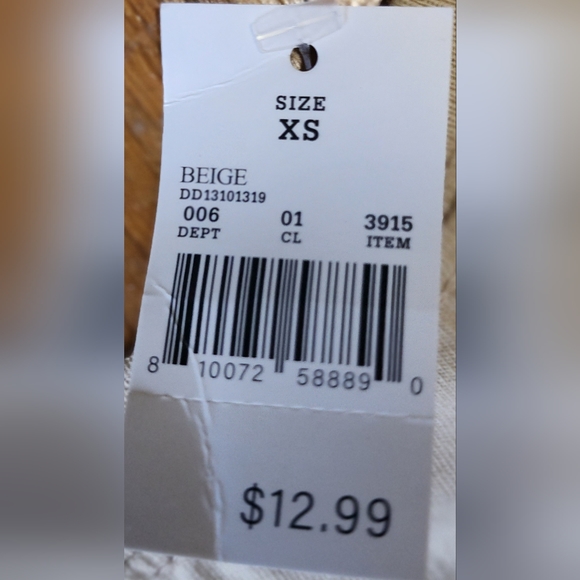 SIZE
XS
BEIGE
DD13101319
006 01 3915
DEPT CL ITEM
8 10072 58889 0
$12.99